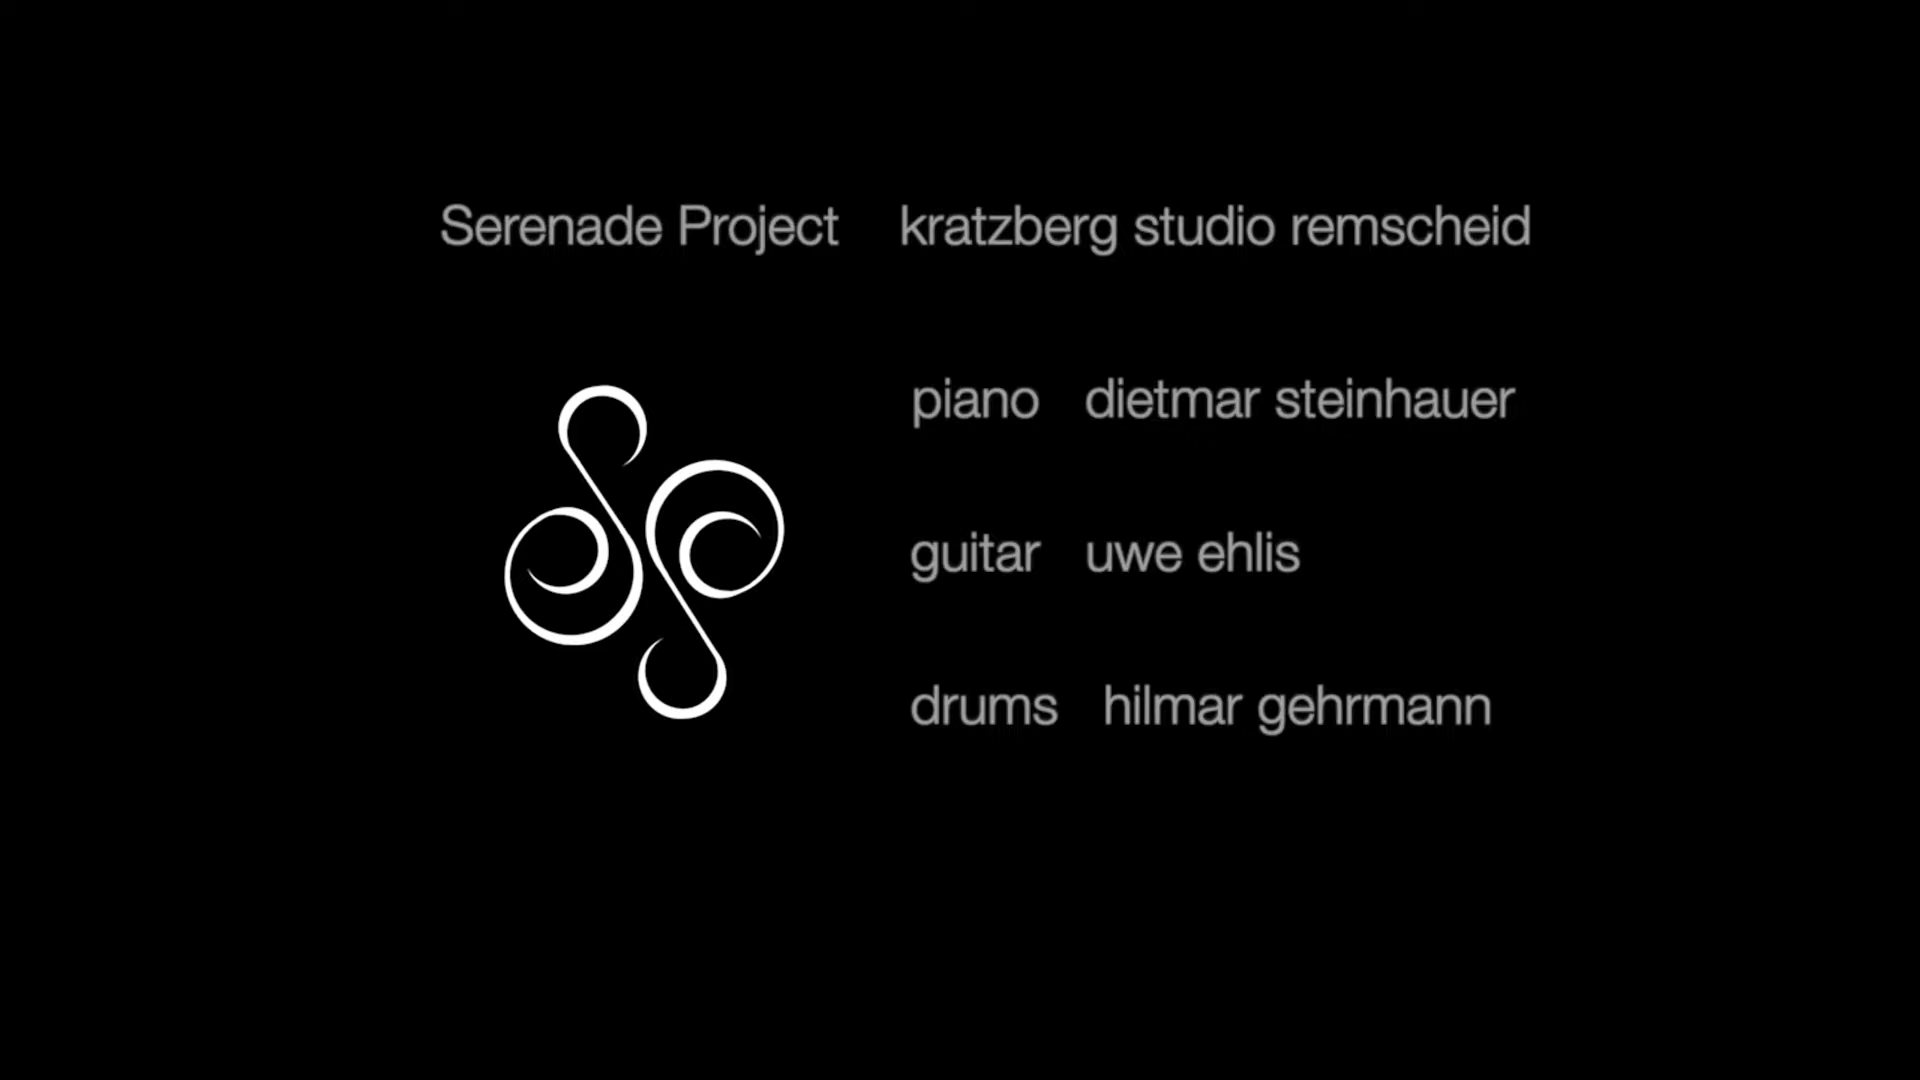 Serenade Project kratzberg studio remscheid
piano dietmar steinhauer
guitar uwe ehlis
drums hilmar gehrmann